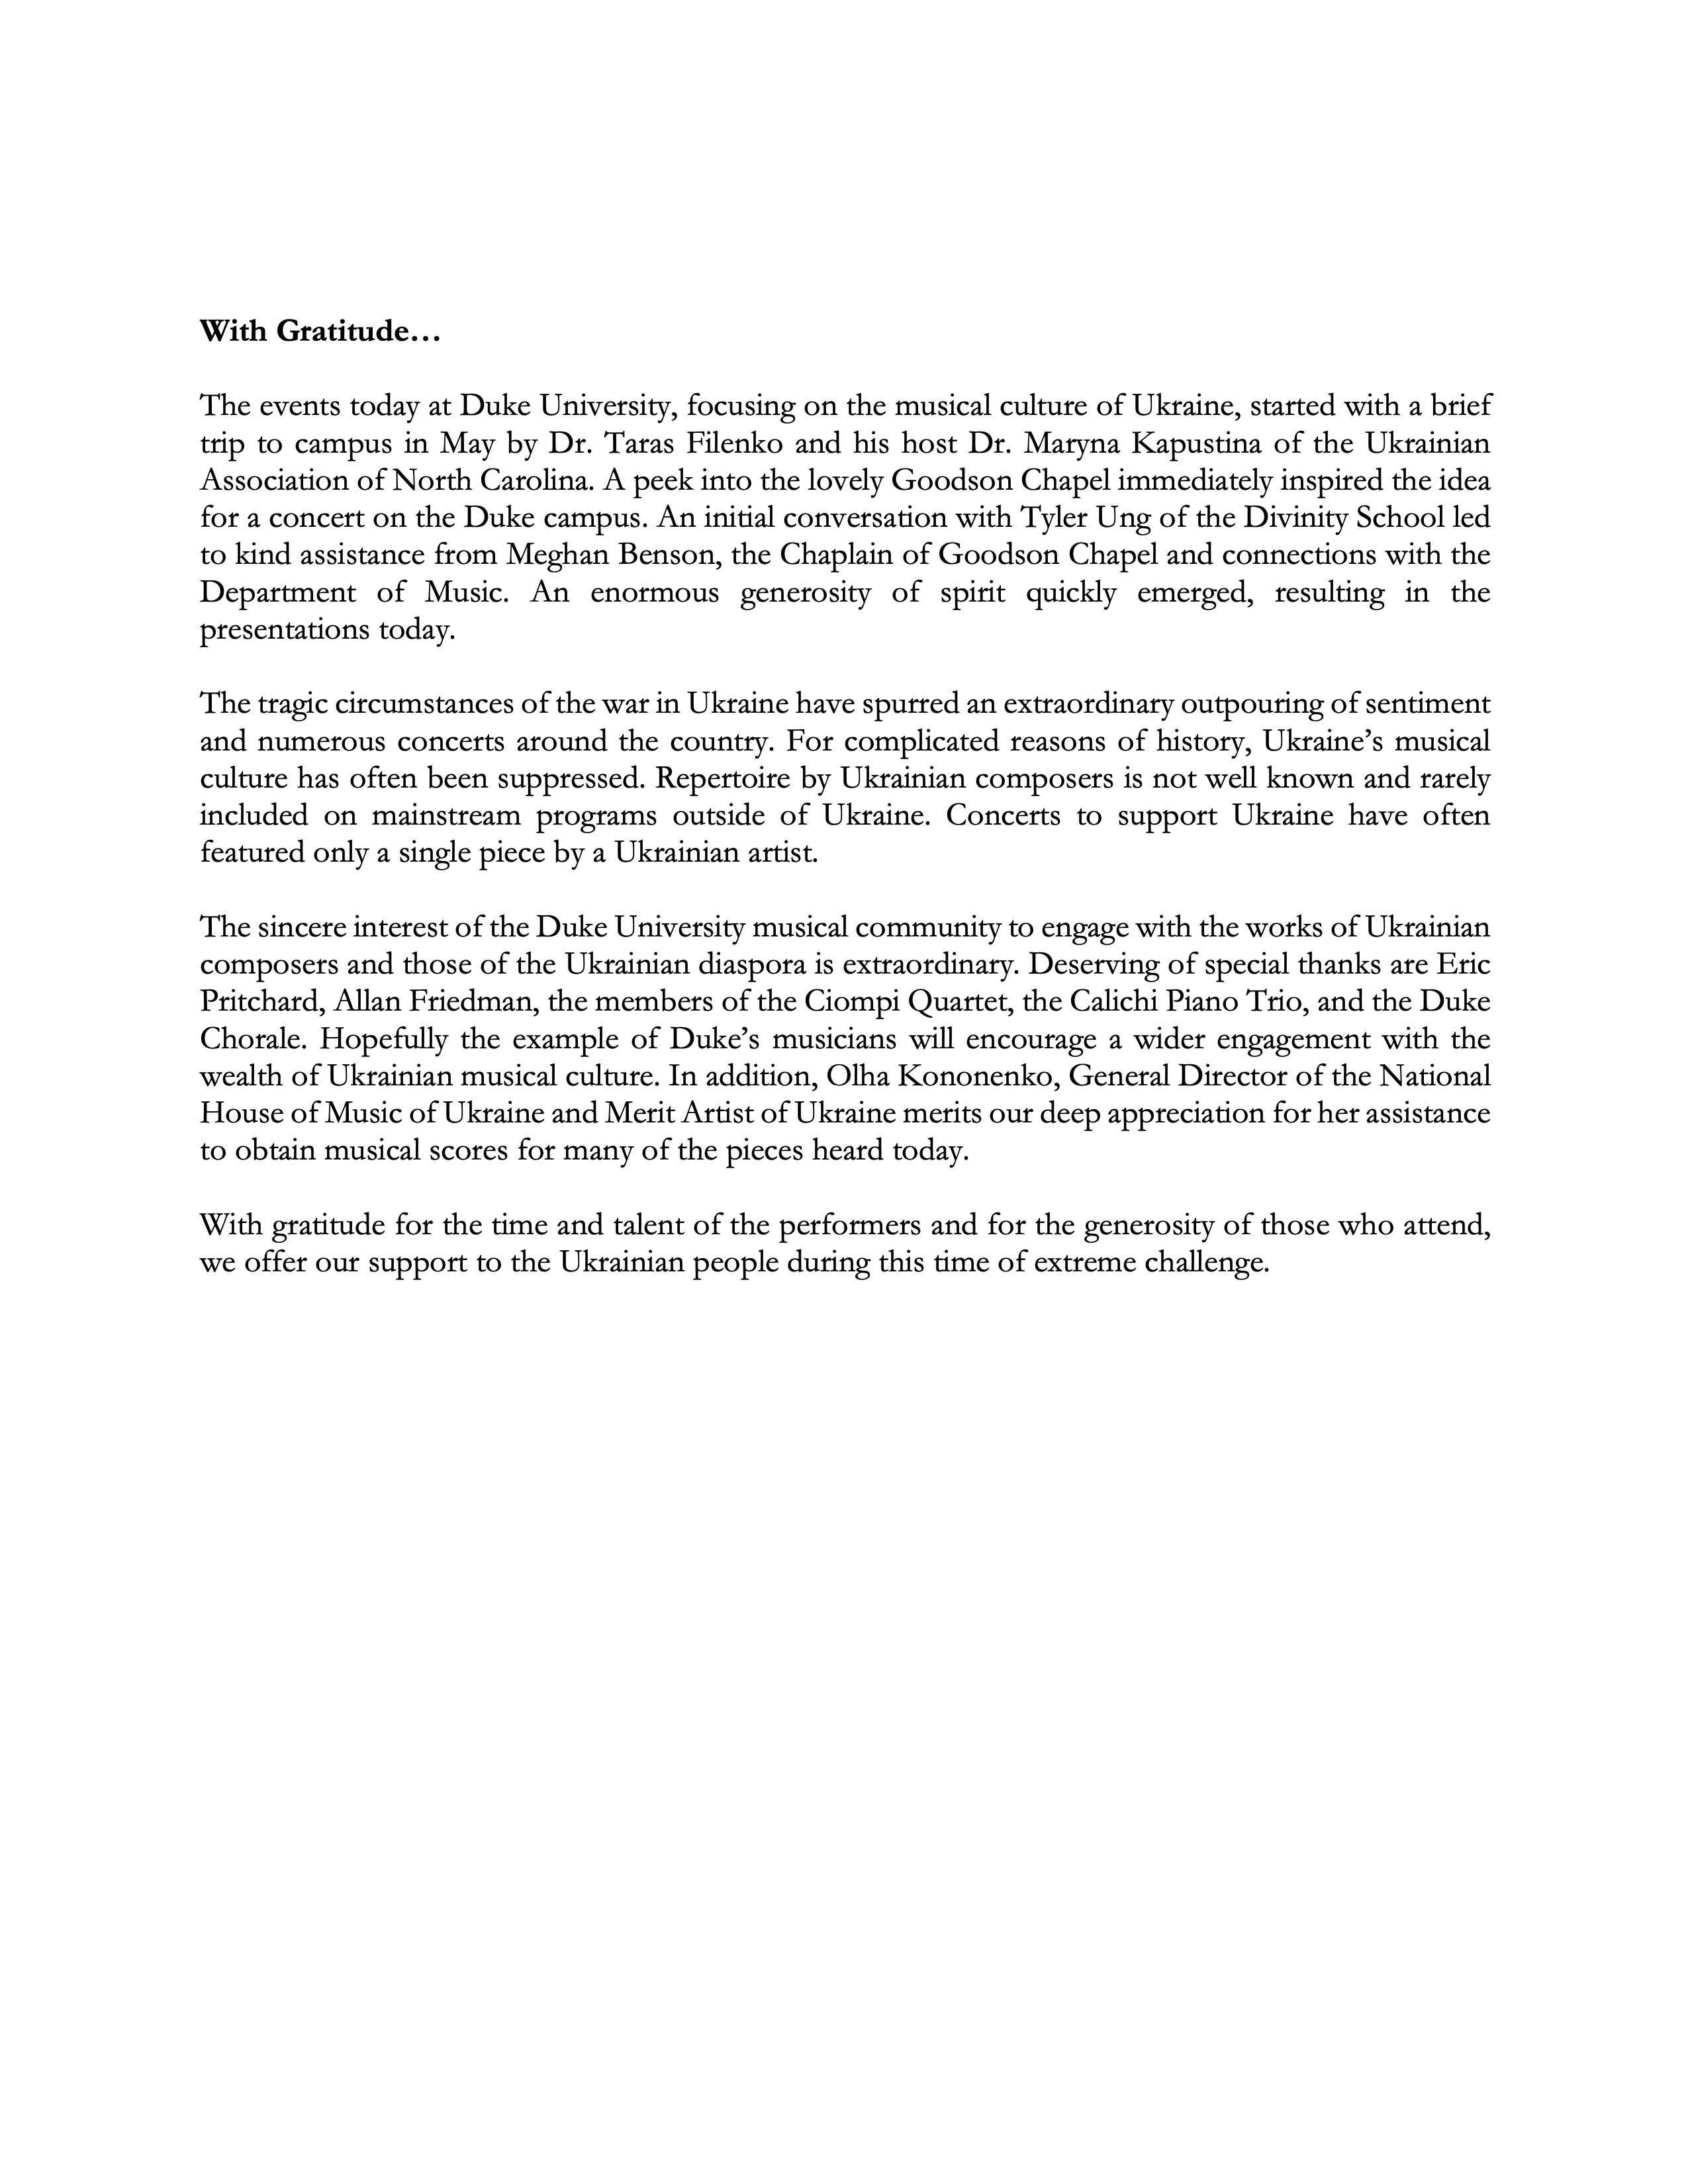 With Gratitude…
The events today at Duke University, focusing on the musical culture of Ukraine, started with a brief
trip to campus in May by Dr. Taras Filenko and his host Dr. Maryna Kapustina of the Ukrainian
Association of North Carolina. A peek into the lovely Goodson Chapel immediately inspired the idea
for a concert on the Duke campus. An initial conversation with Tyler Ung of the Divinity School led
to kind assistance from Meghan Benson, the Chaplain of Goodson Chapel and connections with the
Department of Music. An enormous generosity of spirit quickly emerged, resulting in the
presentations today.
The tragic circumstances of the war in Ukraine have spurred an extraordinary outpouring of sentiment
and numerous concerts around the country. For complicated reasons of history, Ukraine’s musical
culture has often been suppressed. Repertoire by Ukrainian composers is not well known and rarely
included on mainstream programs outside of Ukraine. Concerts to support Ukraine have often
featured only a single piece by a Ukrainian artist.
The sincere interest of the Duke University musical community to engage with the works of Ukrainian
composers and those of the Ukrainian diaspora is extraordinary. Deserving of special thanks are Eric
Pritchard, Allan Friedman, the members of the Ciompi Quartet, the Calichi Piano Trio, and the Duke
Chorale. Hopefully the example of Duke’s musicians will encourage a wider engagement with the
wealth of Ukrainian musical culture. In addition, Olha Kononenko, General Director of the National
House of Music of Ukraine and Merit Artist of Ukraine merits our deep appreciation for her assistance
to obtain musical scores for many of the pieces heard today.
With gratitude for the time and talent of the performers and for the generosity of those who attend,
we offer our support to the Ukrainian people during this time of extreme challenge.